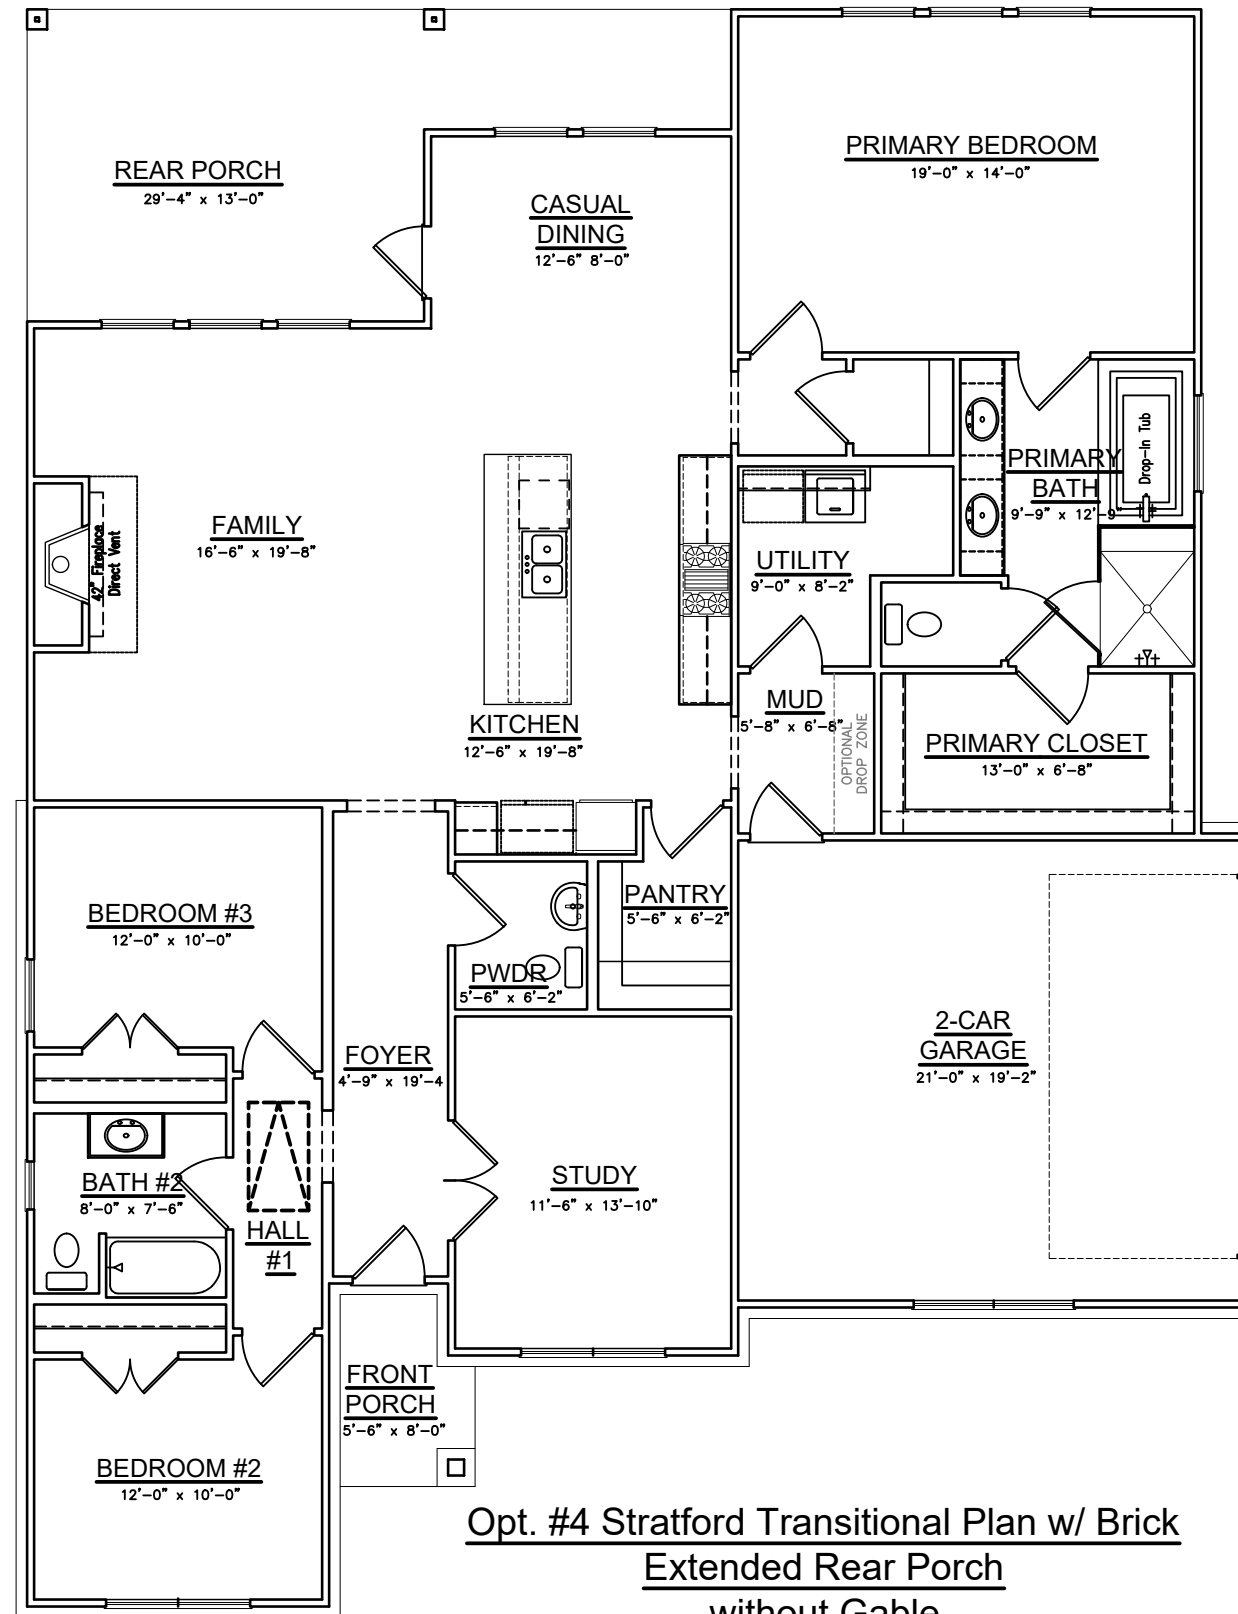 REAR PORCH
29'-4" x 13'-0"
CASUAL
DINING
12'-6" 8'-0"
PRIMARY BEDROOM
19'-0" x 14'-0"
FAMILY
16'-6" x 19'-8"
42" Fireplace
Direct Vent
KITCHEN
12'-6" x 19'-8"
UTILITY
9'-0" x 8'-2"
PRIMARY
BATH
9'-9" x 12'-9"
Drop-In Tub
MUD
5'-8" x 6'-8"
OPTIONAL
DROP ZONE
PRIMARY CLOSET
13'-0" x 6'-8"
BEDROOM #3
12'-0" x 10'-0"
PANTRY
5'-6" x 6'-2"
PWDR
5'-6" x 6'-2"
FOYER
4'-9" x 19'-4
2-CAR
GARAGE
21'-0" x 19'-2"
BATH #2
8'-0" x 7'-6"
HALL
#1
STUDY
11'-6" x 13'-10"
FRONT
PORCH
5'-6" x 8'-0"
BEDROOM #2
12'-0" x 10'-0"
Opt. #4 Stratford Transitional Plan w/ Brick
Extended Rear Porch
without Gable